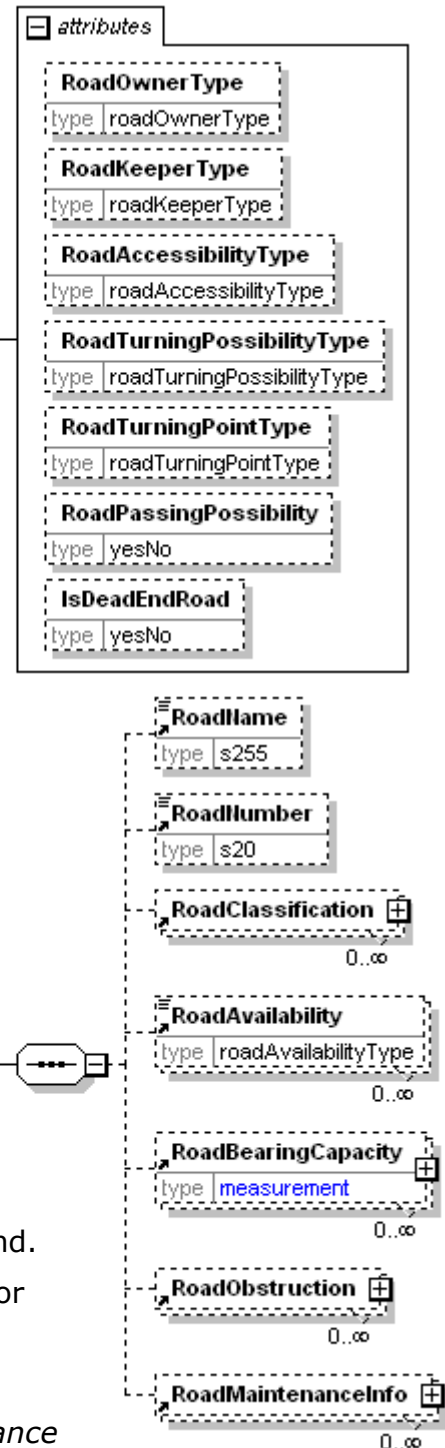 attributes
RoadOwnerType
type roadOwnerType
RoadKeeperType
type roadKeeperType
RoadAccessibilityType
type roadAccessibilityType
RoadTurningPossibilityType
type roadTurningPossibilityType
RoadTurningPointType
type roadTurningPointType
RoadPassingPossibility
type yesNo
IsDeadEndRoad
type yesNo
RoadName
type s255
RoadNumber
type s20
RoadClassification
0..∞
RoadAvailability
type roadAvailabilityType
0..∞
RoadBearingCapacity
type measurement
0..∞
nd.
RoadObstruction
or
0..∞
RoadMaintenanceInfo
ance
0..∞